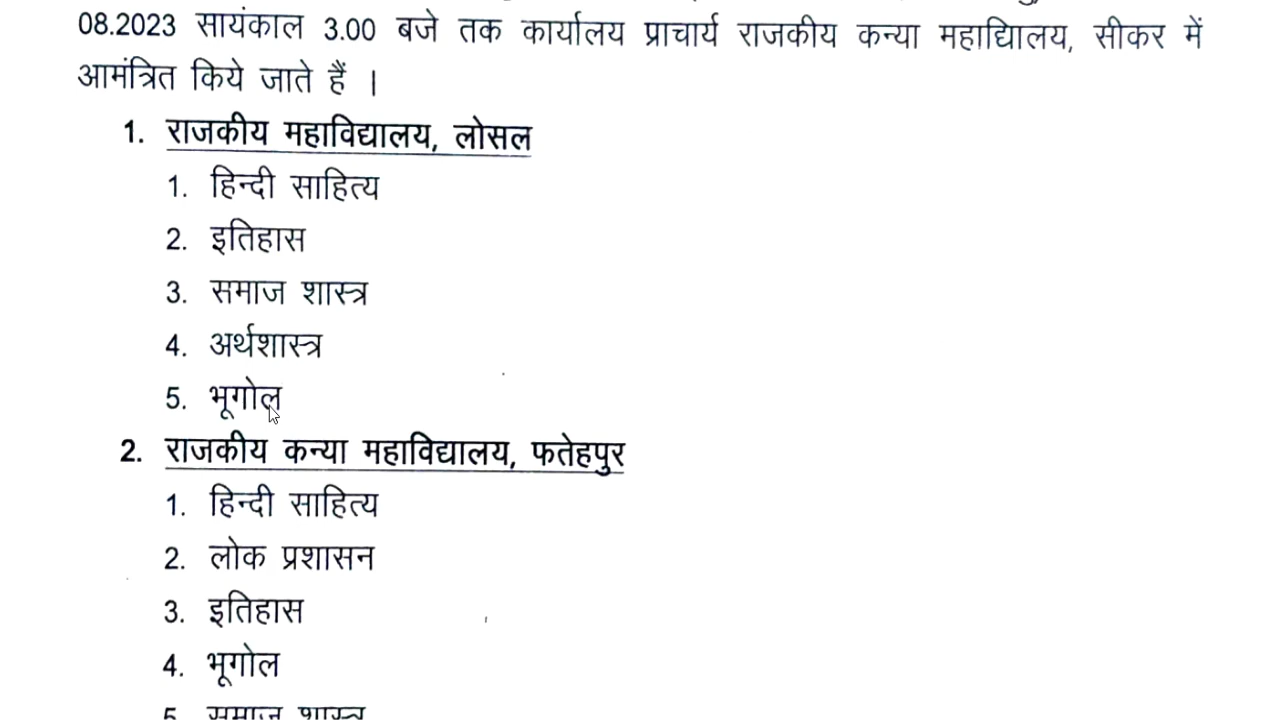 08.2023 सायंकाल 3.00 बजे तक कार्यालय प्राचार्य राजकीय कन्या महाद्यिालय, सीकर में
आमंत्रित किये जाते हैं ।
1. राजकीय महाविद्यालय, लोसल
1. हिन्दी साहित्य
2. इतिहास
3. समाज शास्त्र
4. अर्थशास्त्र
5. भूगोल
2. राजकीय कन्या महाविद्यालय, फतेहपुर
1. हिन्दी साहित्य
2. लोक प्रशासन
3. इतिहास
4. भूगोल
5. समाज शास्त्र